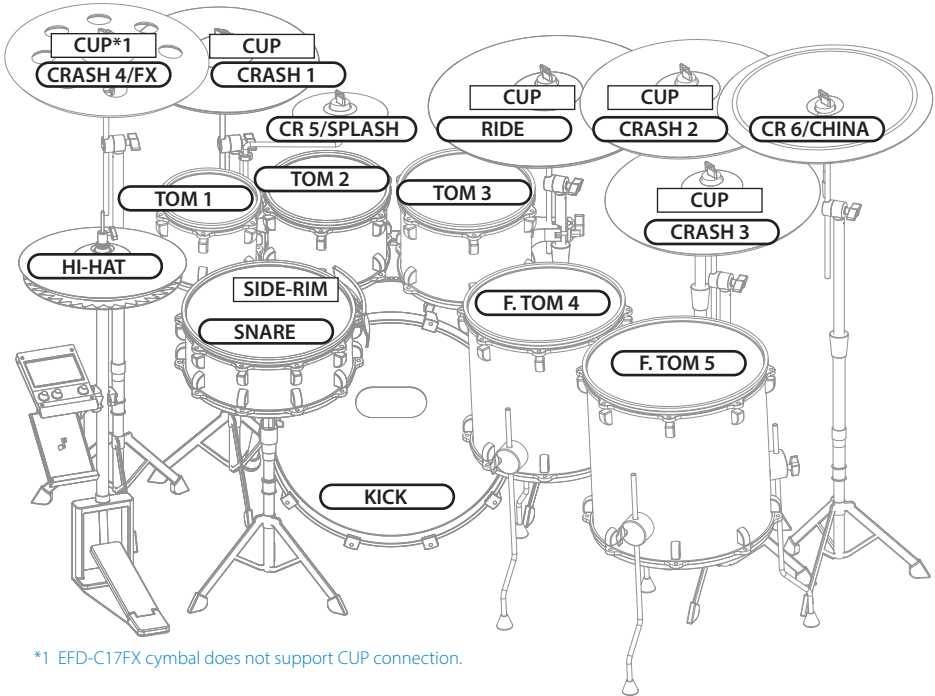 CUP*1
CRASH 4/FX
CUP
CRASH 1
CR 5/SPLASH
CUP
RIDE
CUP
CRASH 2
CR 6/CHINA
TOM 1
TOM 2
TOM 3
CUP
CRASH 3
HI-HAT
SIDE-RIM
SNARE
F. TOM 4
F. TOM 5
KICK
*1 EFD-C17FX cymbal does not support CUP connection.